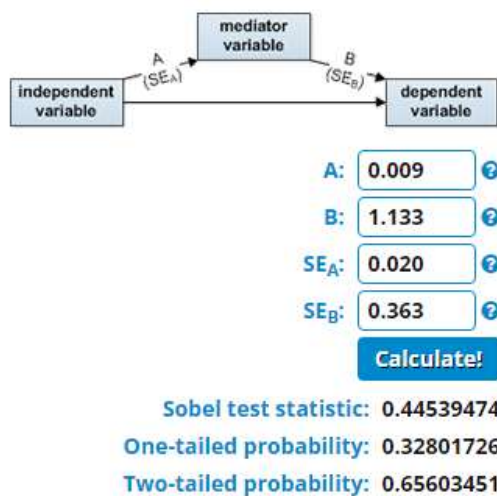 mediator
variable
A
(SEA)
B
(SEB)
independent
variable
dependent
variable
A: 0.009 ?
B: 1.133 ?
SEA: 0.020 ?
SEB: 0.363 ?
Calculate!
Sobel test statistic: 0.44539474
One-tailed probability: 0.32801726
Two-tailed probability: 0.65603451